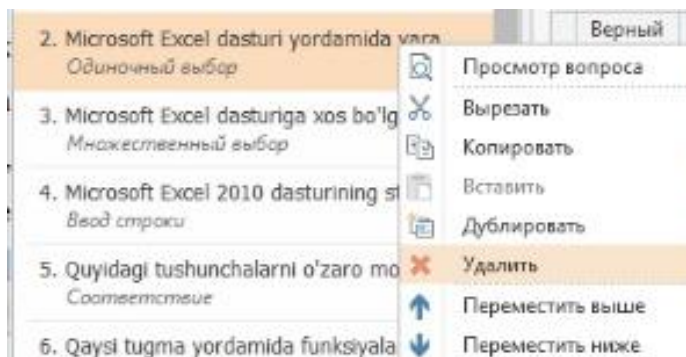 2. Microsoft Excel dasturi yordamida yara
Одиночный выбор
3. Microsoft Excel dasturiga xos bo'lg
Множественный выбор
4. Microsoft Excel 2010 dasturining st
Ввод строки
5. Quyidagi tushunchalarni o'zaro mo
Соответствие
6. Qaysi tugma yordamida funksiyala
Верный
Просмотр вопроса
Вырезать
Копировать
Вставить
Дублировать
Удалить
Переместить выше
Переместить ниже